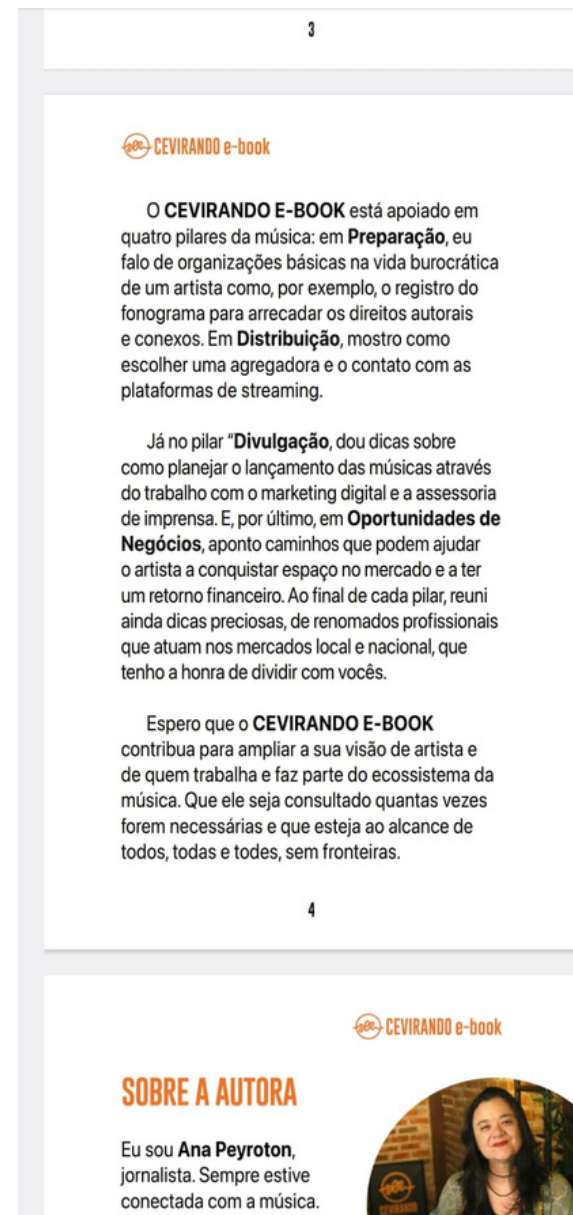 3
CEVIRANDO e-book
O CEVIRANDO E-BOOK está apoiado em
quatro pilares da música: em Preparação, eu
falo de organizações básicas na vida burocrática
de um artista como, por exemplo, o registro do
fonograma para arrecadar os direitos autorais
e conexos. Em Distribuição, mostro como
escolher uma agregadora e o contato com as
plataformas de streaming.
Já no pilar “Divulgação, dou dicas sobre
como planejar o lançamento das músicas através
do trabalho com o marketing digital e a assessoria
de imprensa. E, por último, em Oportunidades de
Negócios, aponto caminhos que podem ajudar
o artista a conquistar espaço no mercado e a ter
um retorno financeiro. Ao final de cada pilar, reuni
ainda dicas preciosas, de renomados profissionais
que atuam nos mercados local e nacional, que
tenho a honra de dividir com vocês.
Espero que o CEVIRANDO E-BOOK
contribua para ampliar a sua visão de artista e
de quem trabalha e faz parte do ecossistema da
música. Que ele seja consultado quantas vezes
forem necessárias e que esteja ao alcance de
todos, todas e todes, sem fronteiras.
4
CEVIRANDO e-book
SOBRE A AUTORA
Eu sou Ana Peyroton,
jornalista. Sempre estive
conectada com a música.
CEVIRANDO